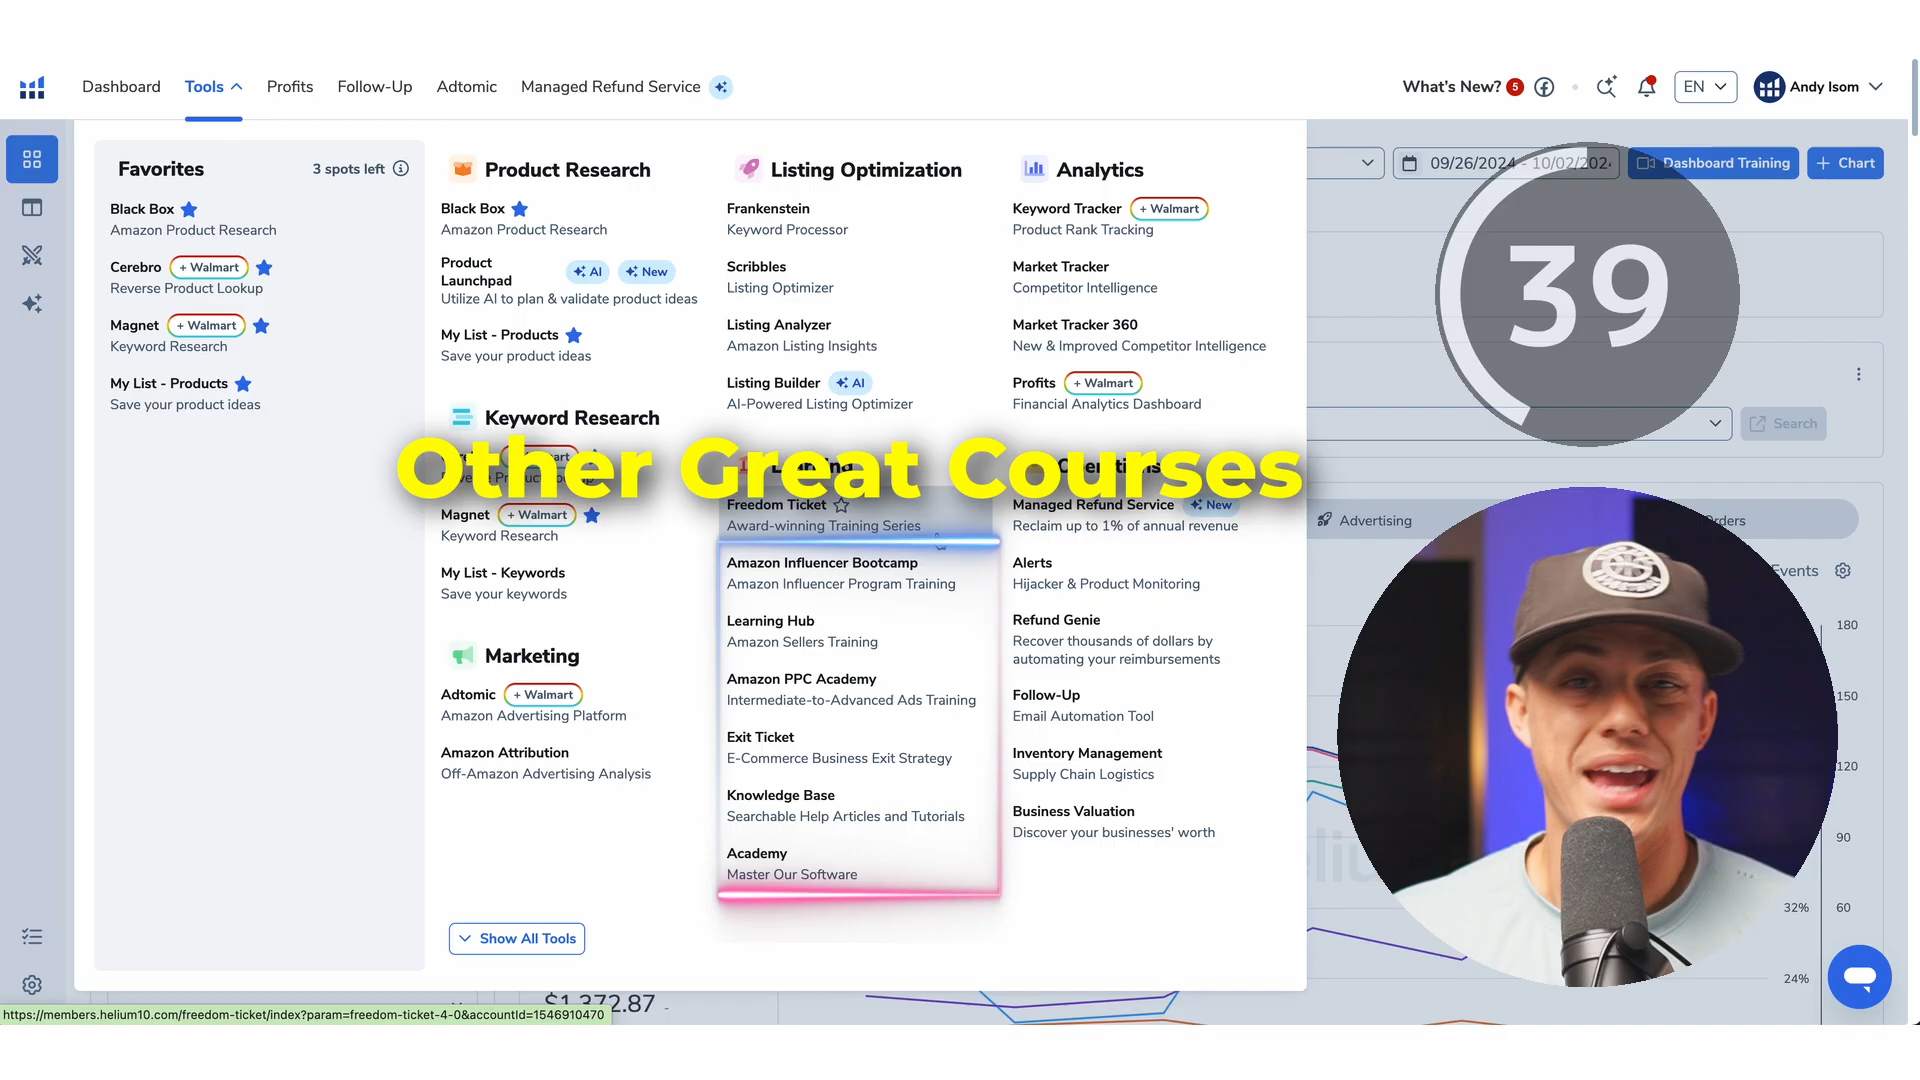 Dashboard
Tools
Profits
Follow-Up
Adtomic
Managed Refund Service
What's New?
5
EN
Andy Isom
Favorites
3 spots left
Black Box
Amazon Product Research
Cerebro
+ Walmart
Reverse Product Lookup
Magnet
+ Walmart
Keyword Research
My List - Products
Save your product ideas
Product Research
Black Box
Amazon Product Research
Product
Launchpad
AI
New
Utilize AI to plan & validate product ideas
My List - Products
Save your product ideas
Keyword Research
Other Great Courses
Magnet
+ Walmart
Keyword Research
My List - Keywords
Save your keywords
Marketing
Adtomic
+ Walmart
Amazon Advertising Platform
Amazon Attribution
Off-Amazon Advertising Analysis
Show All Tools
Listing Optimization
Frankenstein
Keyword Processor
Scribbles
Listing Optimizer
Listing Analyzer
Amazon Listing Insights
Listing Builder
AI
AI-Powered Listing Optimizer
Freedom Ticket
Award-winning Training Series
Amazon Influencer Bootcamp
Amazon Influencer Program Training
Learning Hub
Amazon Sellers Training
Amazon PPC Academy
Intermediate-to-Advanced Ads Training
Exit Ticket
E-Commerce Business Exit Strategy
Knowledge Base
Searchable Help Articles and Tutorials
Academy
Master Our Software
Analytics
Keyword Tracker
+ Walmart
Product Rank Tracking
Market Tracker
Competitor Intelligence
Market Tracker 360
New & Improved Competitor Intelligence
Profits
+ Walmart
Financial Analytics Dashboard
Operations
Managed Refund Service
New
Reclaim up to 1% of annual revenue
Alerts
Hijacker & Product Monitoring
Refund Genie
Recover thousands of dollars by
automating your reimbursements
Follow-Up
Email Automation Tool
Inventory Management
Supply Chain Logistics
Business Valuation
Discover your businesses' worth
09/26/2024 - 10/02/2024
Dashboard Training
+ Chart
39
Search
Advertising
Orders
Events
180
150
120
90
32%
60
24%
$1,372.87
https://members.helium10.com/freedom-ticket/index?param=freedom-ticket-4-0&accountId=1546910470